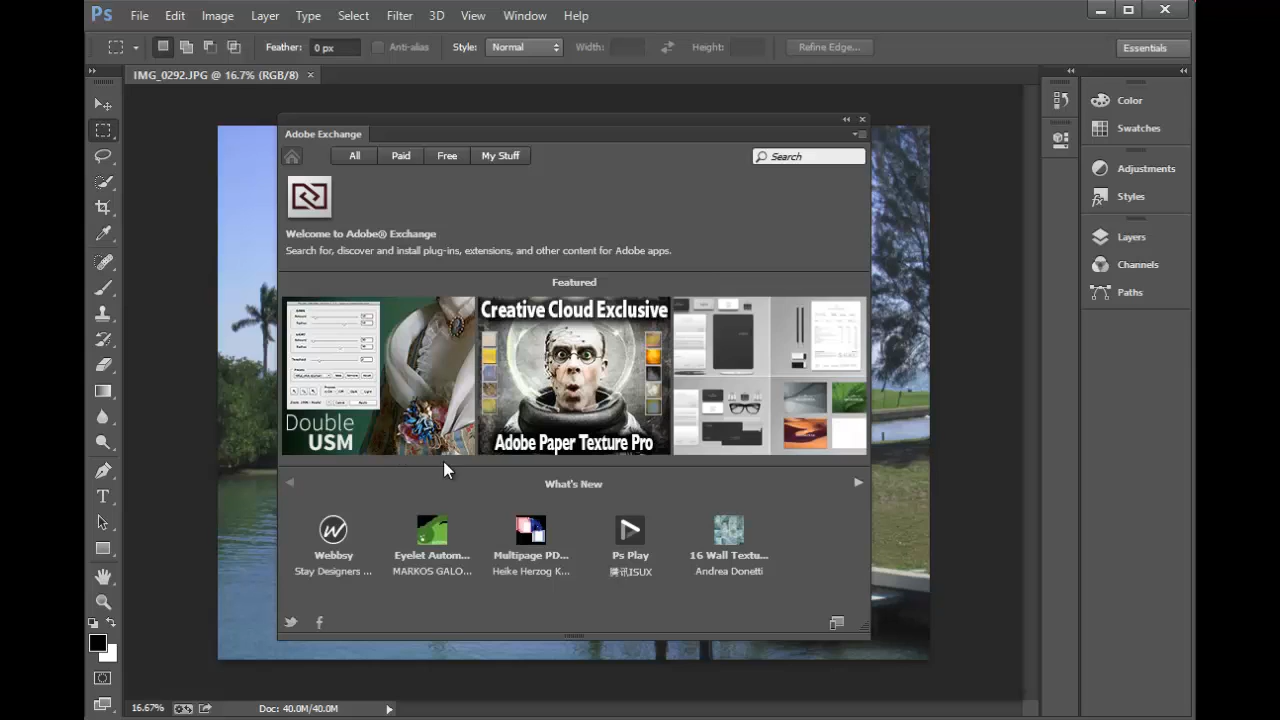 Ps File Edit Image Layer Type Select Filter 3D View Window Help
Feather: 0 px Anti-alias Style: Normal Width: Height: Refine Edge... Essentials
IMG_0292.JPG @ 16.7% (RGB/8) ×
Adobe Exchange
All Paid Free My Stuff Search
Welcome to Adobe® Exchange
Search for, discover and install plug-ins, extensions, and other content for Adobe apps.
Featured
Double
USM
Creative Cloud Exclusive
Adobe Paper Texture Pro
What's New
Webbsy Eyelet Autom... Multipage PD... Ps Play 16 Wall Textu...
Stay Designers ... MARKOS GALO... Heike Herzog K... 腾讯ISUX Andrea Donetti
Color
Swatches
Adjustments
Styles
Layers
Channels
Paths
16.67% Doc: 40.0M/40.0M